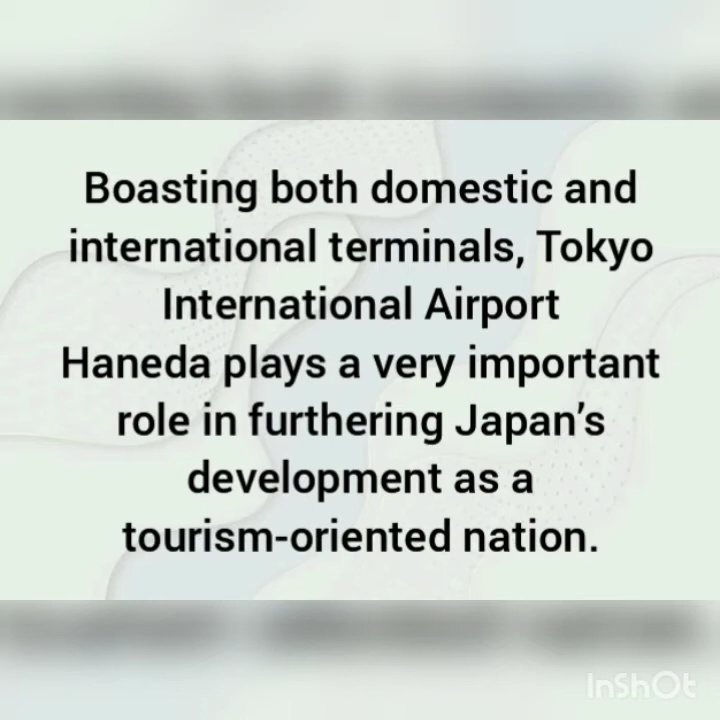 Boasting both domestic and
international terminals, Tokyo
International Airport
Haneda plays a very important
role in furthering Japan’s
development as a
tourism-oriented nation.
InShOt